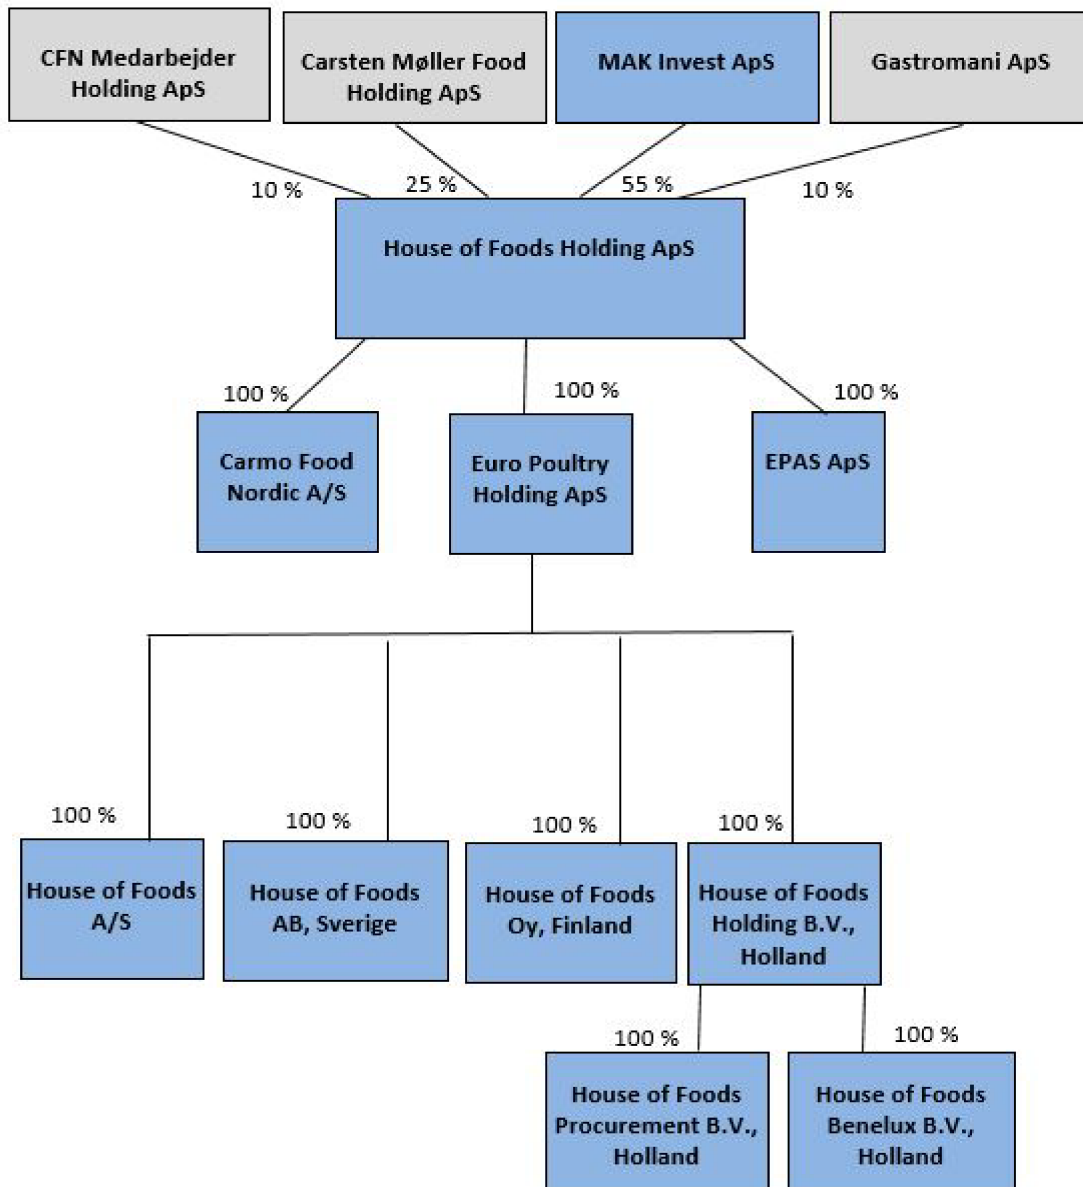 CFN Medarbejder
Holding ApS
Carsten Møller Food
Holding ApS
MAK Invest ApS
Gastromani ApS
10 %
25 %
55 %
10 %
House of Foods Holding ApS
100 %
100 %
100 %
Carmo Food
Nordic A/S
Euro Poultry
Holding ApS
EPAS ApS
100 %
100 %
100 %
100 %
House of Foods
A/S
House of Foods
AB, Sverige
House of Foods
Oy, Finland
House of Foods
Holding B.V.,
Holland
100 %
100 %
House of Foods
Procurement B.V.,
Holland
House of Foods
Benelux B.V.,
Holland